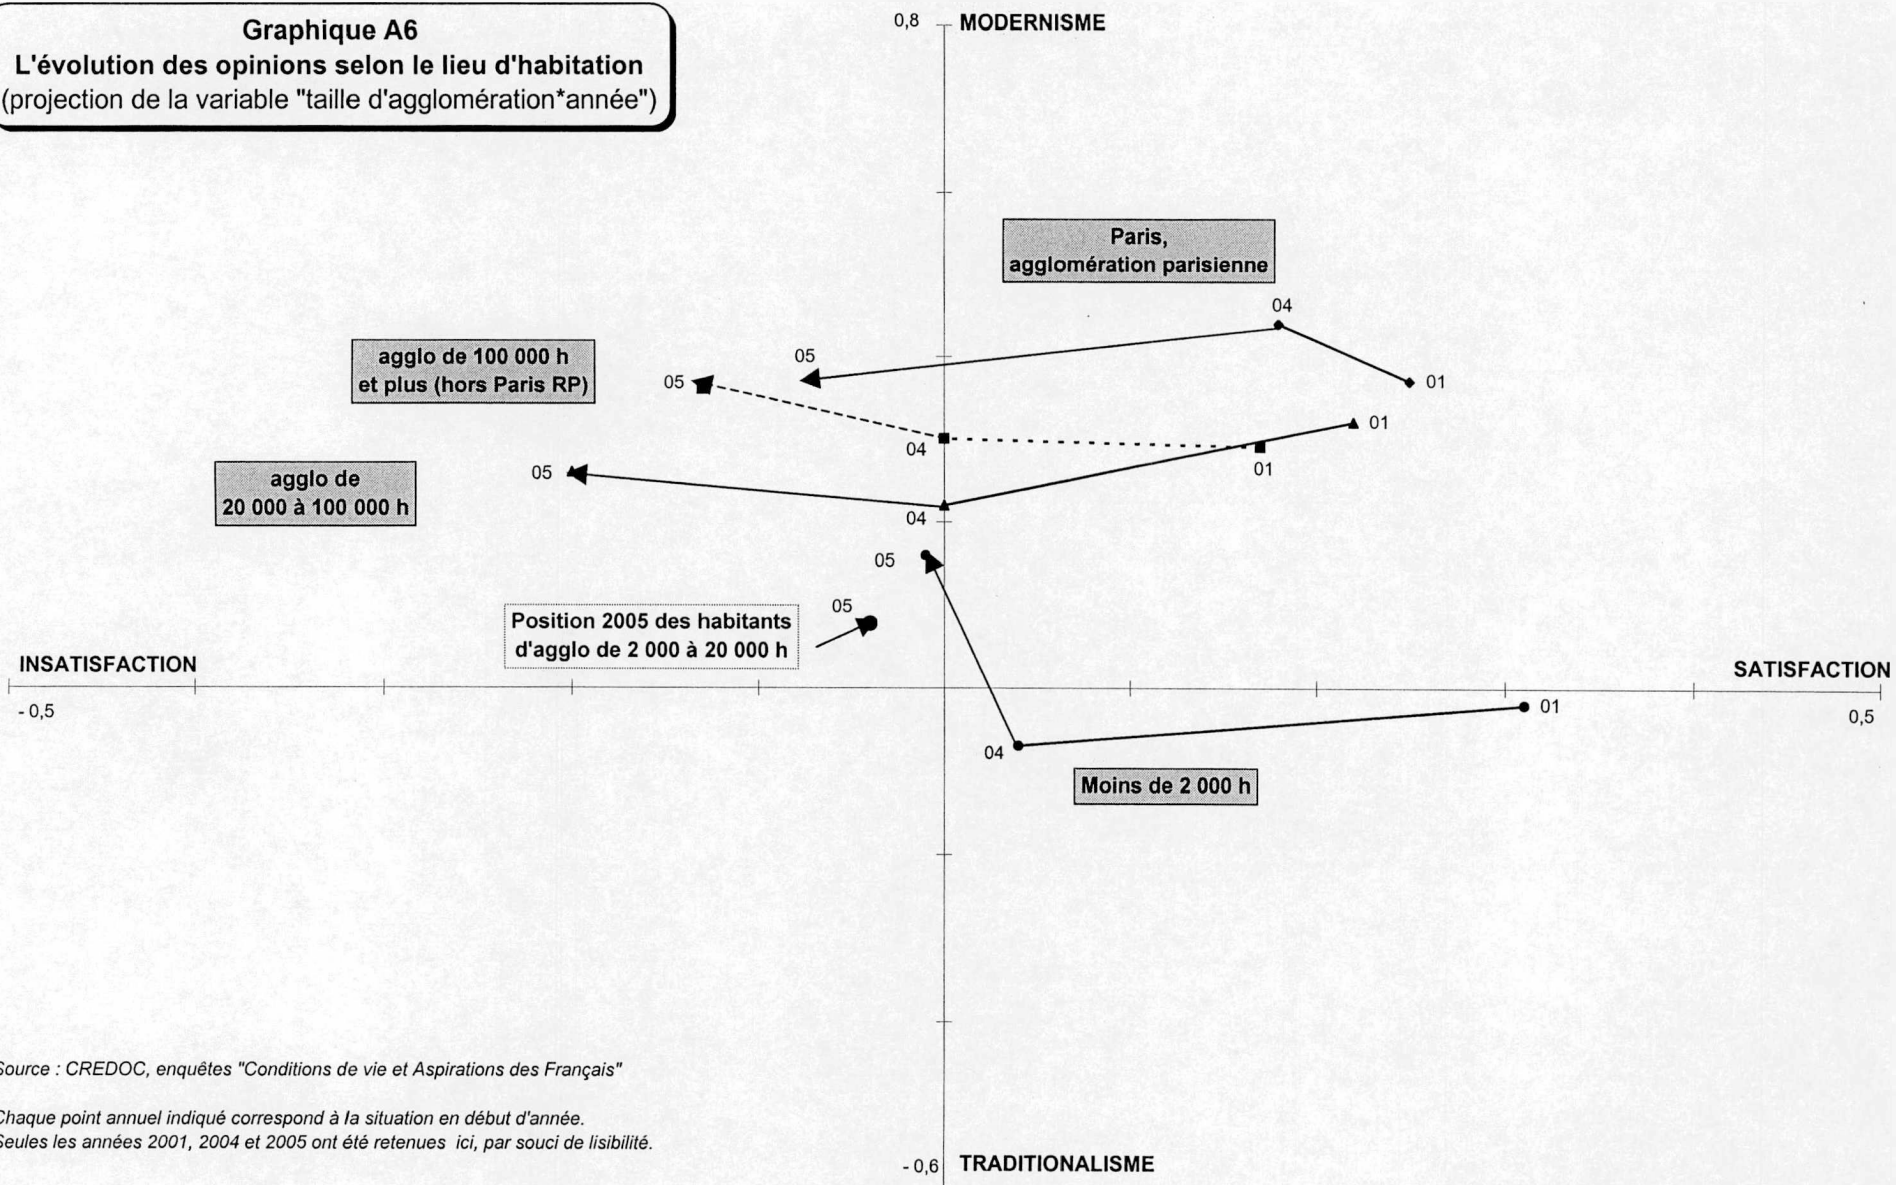 Graphique A6
L'évolution des opinions selon le lieu d'habitation
(projection de la variable "taille d'agglomération*année")
0,8
MODERNISME
Paris,
agglomération parisienne
04
01
05
agglo de 100 000 h
et plus (hors Paris RP)
05
04
01
01
agglo de
20 000 à 100 000 h
05
04
05
05
Position 2005 des habitants
d'agglo de 2 000 à 20 000 h
INSATISFACTION
SATISFACTION
- 0,5
0,5
01
04
Moins de 2 000 h
Source : CREDOC, enquêtes "Conditions de vie et Aspirations des Français"
Chaque point annuel indiqué correspond à la situation en début d'année.
Seules les années 2001, 2004 et 2005 ont été retenues ici, par souci de lisibilité.
- 0,6
TRADITIONALISME